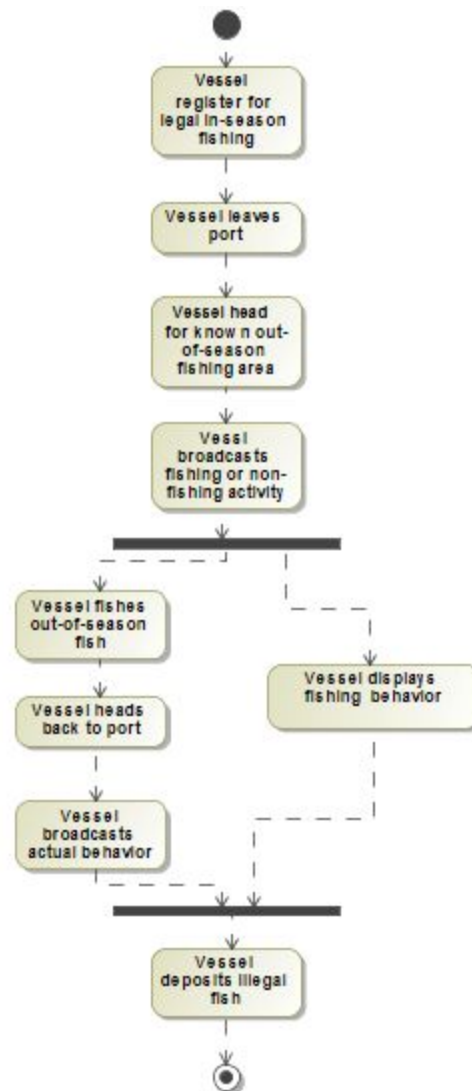 Vessel
register for
legal in-season
fishing
Vessel leaves
port
Vessel head
for known out-
of-season
fishing area
Vessl
broadcasts
fishing or non-
fishing activity
Vessel fishes
out-of-season
fish
Vessel displays
fishing behavior
Vessel heads
back to port
Vessel
broadcasts
actual behavior
Vessel
deposits illegal
fish